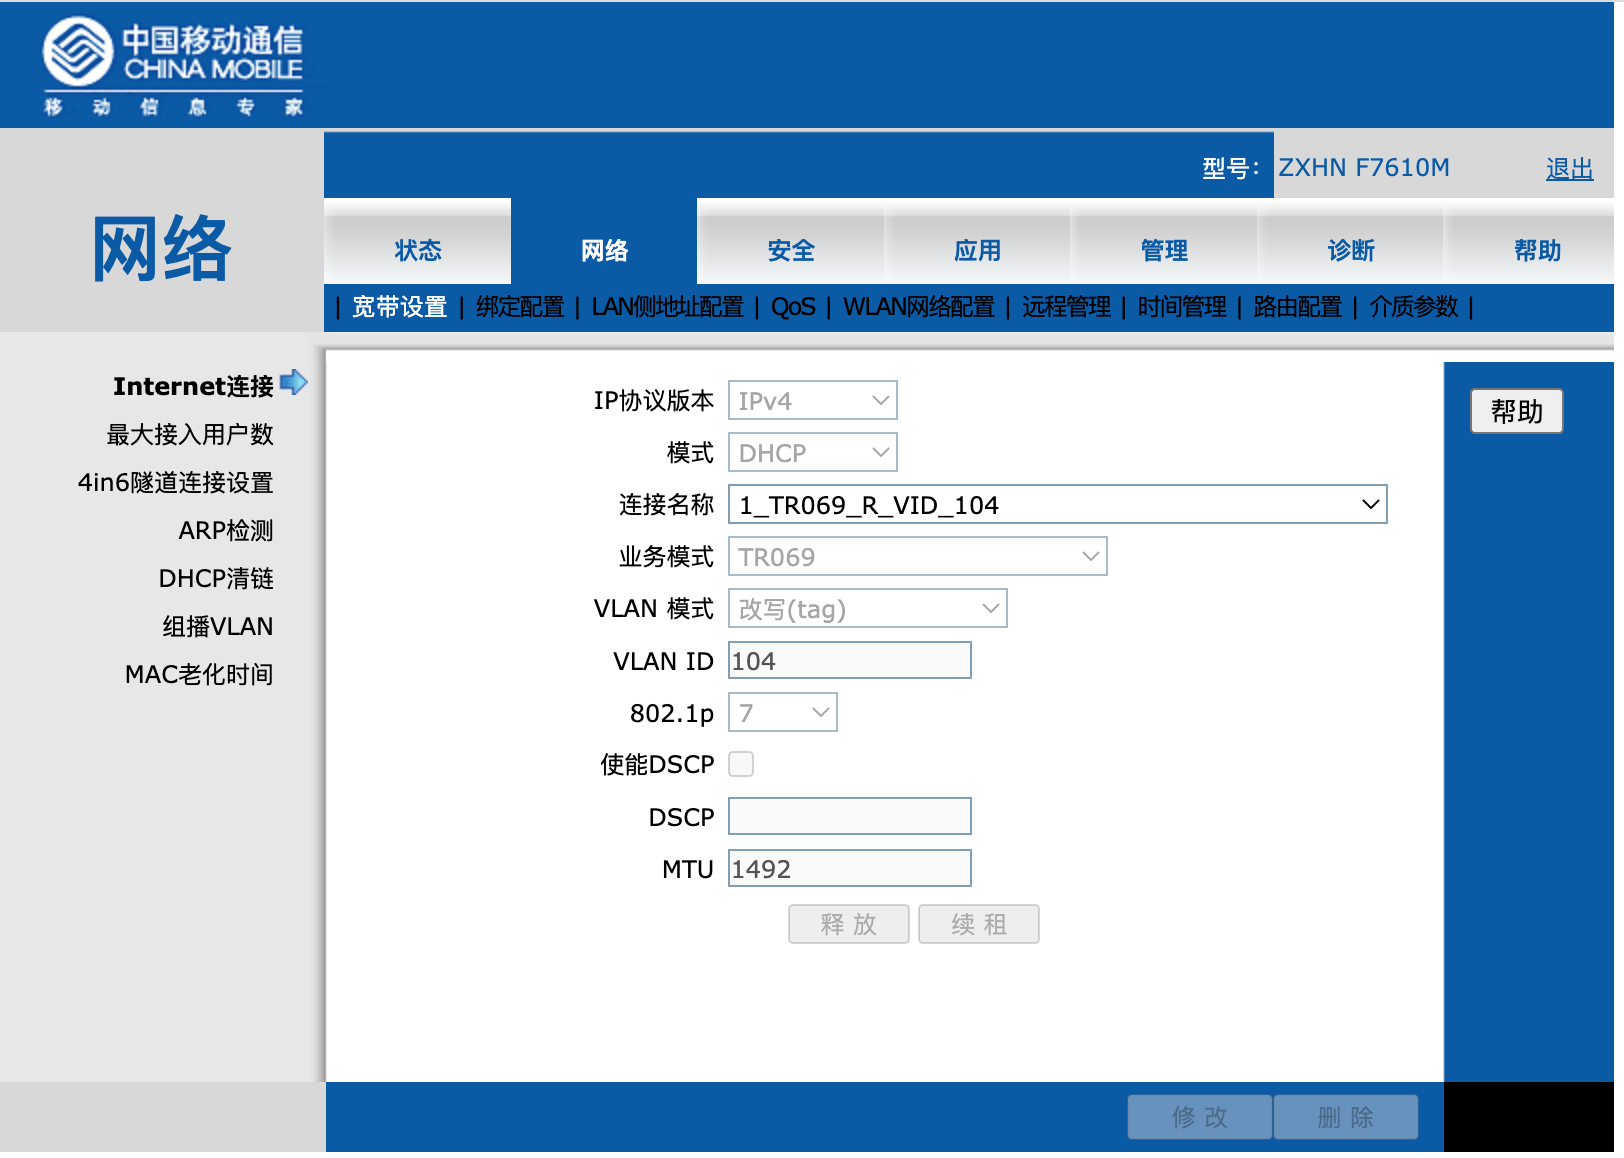 中国移动通信
CHINA MOBILE
移动信息专家
型号： ZXHN F7610M 退出
网络
状态 网络 安全 应用 管理 诊断 帮助
| 宽带设置 | 绑定配置 | LAN侧地址配置 | QoS | WLAN网络配置 | 远程管理 | 时间管理 | 路由配置 | 介质参数 |
Internet连接
最大接入用户数
4in6隧道连接设置
ARP检测
DHCP清链
组播VLAN
MAC老化时间
IP协议版本 IPv4
模式 DHCP
连接名称 1_TR069_R_VID_104
业务模式 TR069
VLAN 模式 改写(tag)
VLAN ID 104
802.1p 7
使能DSCP
DSCP
MTU 1492
释 放 续 租
帮助
修 改 删 除